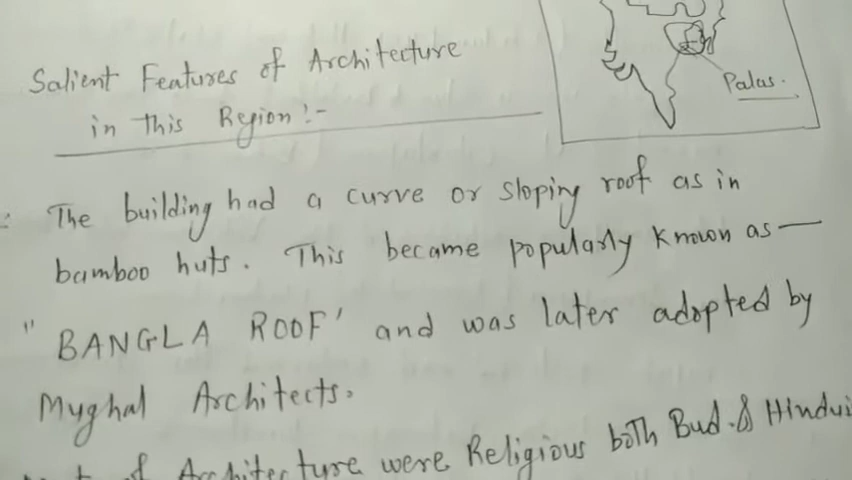 Salient Features of Architecture
in this Region :-
Palas.
The building had a curve or sloping roof as in
bamboo huts. This became popularly known as —
" BANGLA ROOF' and was later adopted by
Mughal Architects.
of Architecture were Religious both Bud. & Hindui